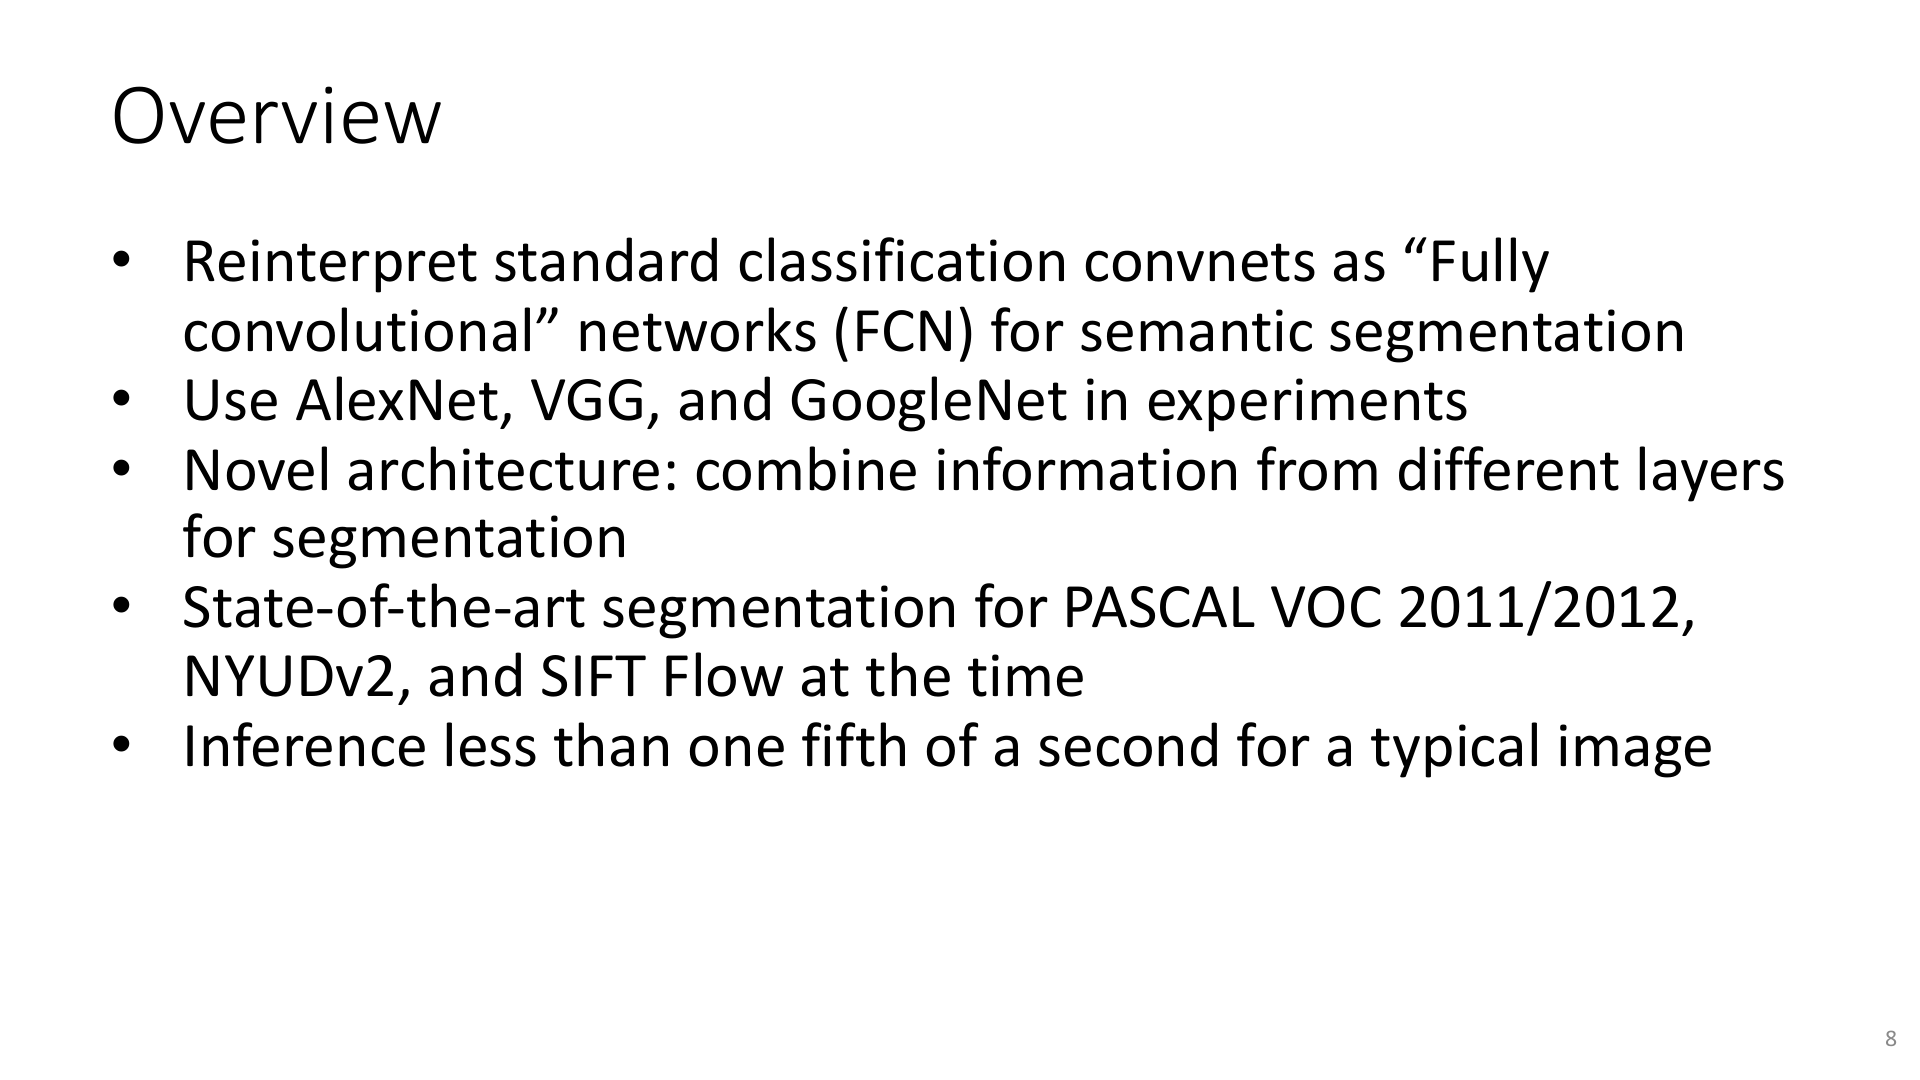 Overview
• Reinterpret standard classification convnets as “Fully
convolutional” networks (FCN) for semantic segmentation
• Use AlexNet, VGG, and GoogleNet in experiments
• Novel architecture: combine information from different layers
for segmentation
• State-of-the-art segmentation for PASCAL VOC 2011/2012,
NYUDv2, and SIFT Flow at the time
• Inference less than one fifth of a second for a typical image
8